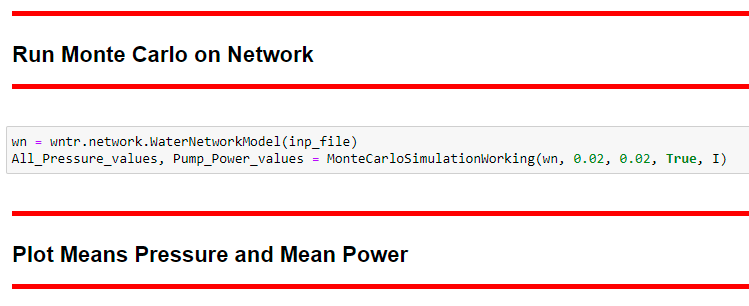 Run Monte Carlo on Network
wn = wntr.network.WaterNetworkModel(inp_file)
All_Pressure_values, Pump_Power_values = MonteCarloSimulationWorking(wn, 0.02, 0.02, True, I)
Plot Means Pressure and Mean Power